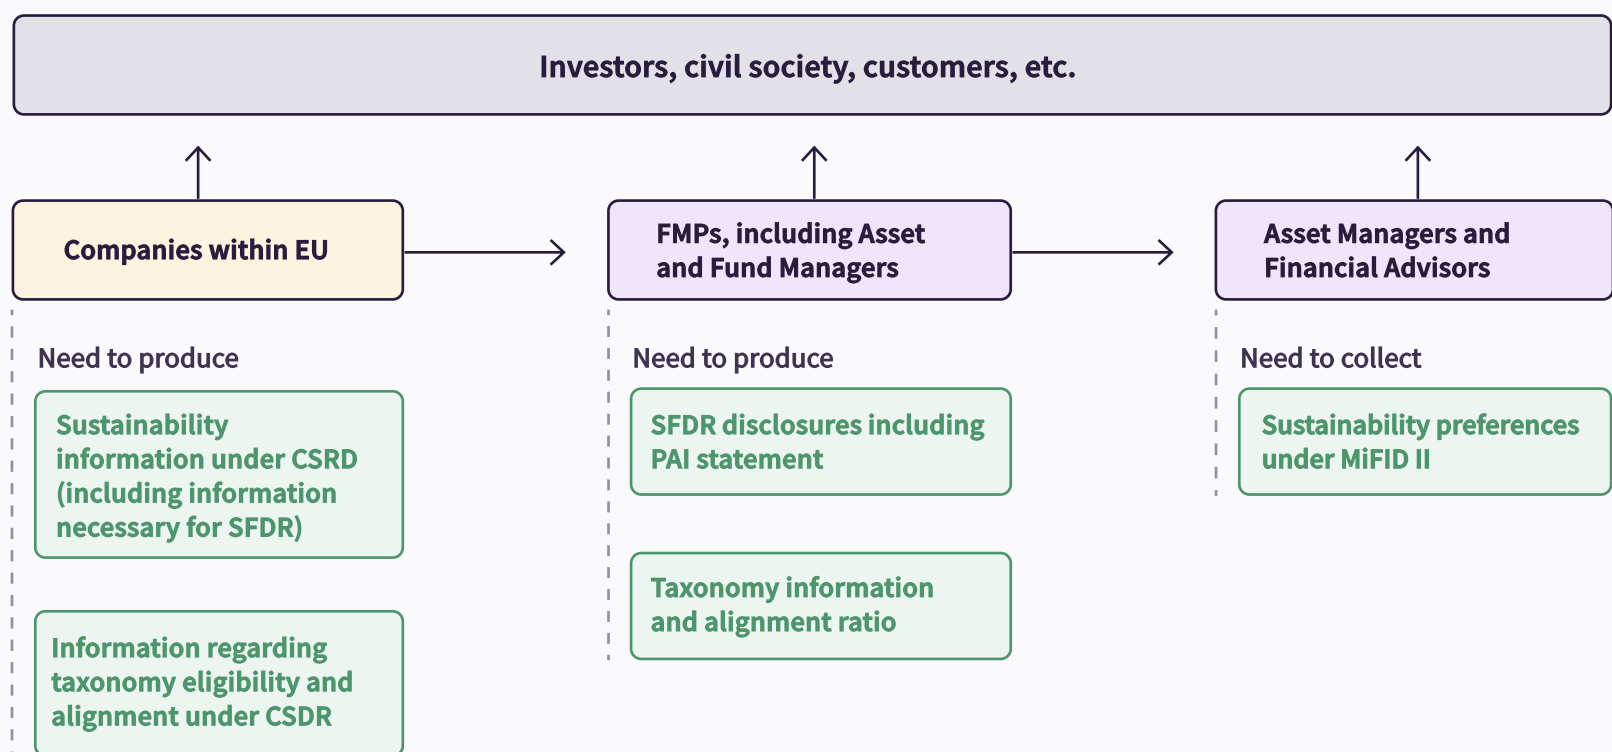 Investors, civil society, customers, etc.
Companies within EU
FMPs, including Asset
and Fund Managers
Asset Managers and
Financial Advisors
Need to produce
Sustainability
information under CSRD
(including information
necessary for SFDR)
Information regarding
taxonomy eligibility and
alignment under CSDR
Need to produce
SFDR disclosures including
PAI statement
Taxonomy information
and alignment ratio
Need to collect
Sustainability preferences
under MiFID II